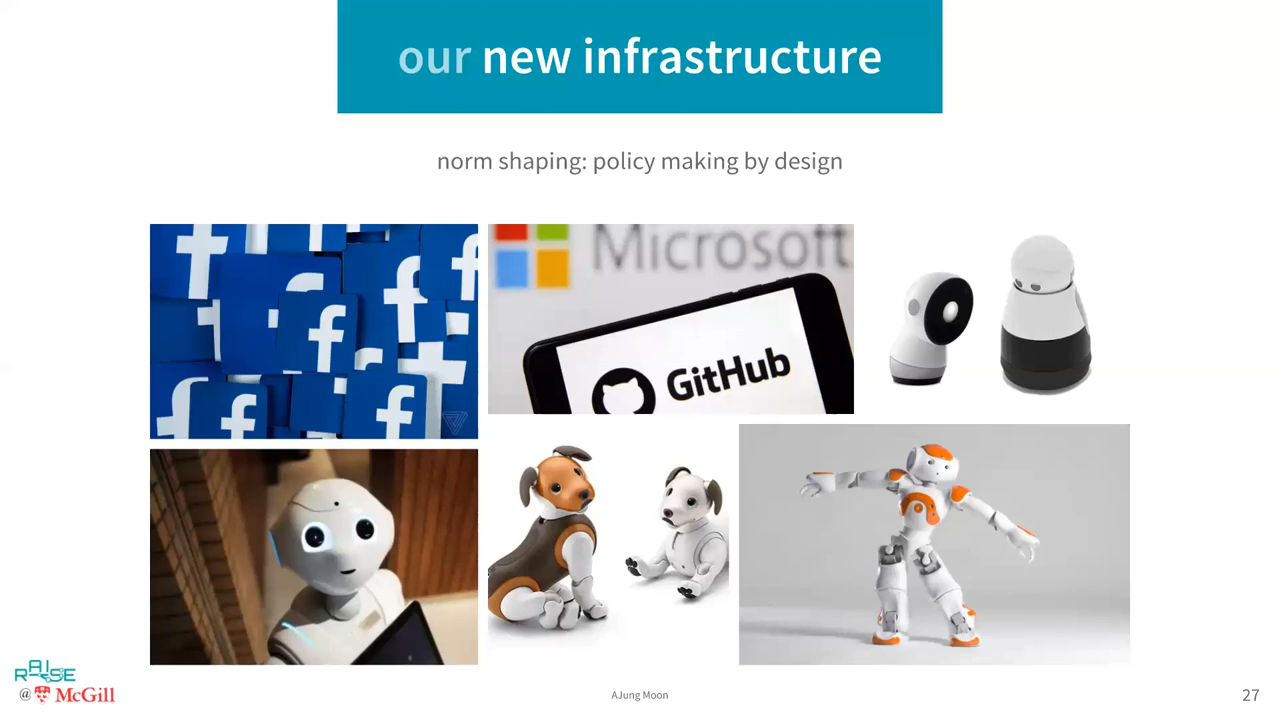 our new infrastructure
norm shaping: policy making by design
Microsoft
GitHub
RAISE
@ McGill
AJung Moon
27